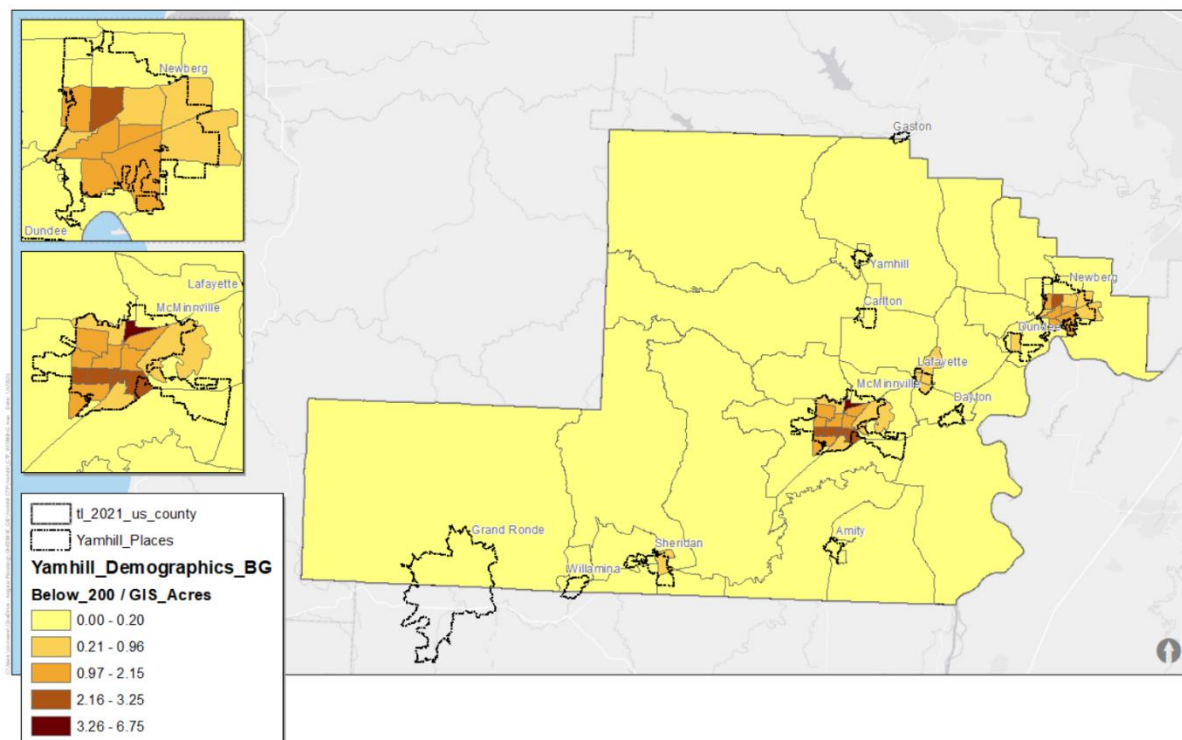 Newberg
Dundee
Lafayette
McMinnville
Gaston
Yamhill
Newberg
Carlton
Dundee
Lafayette
McMinnville
Dayton
Grand Ronde
Sheridan
Amity
Willamina
tl_2021_us_county
Yamhill_Places
Yamhill_Demographics_BG
Below_200 / GIS_Acres
0.00 - 0.20
0.21 - 0.96
0.97 - 2.15
2.16 - 3.25
3.26 - 6.75